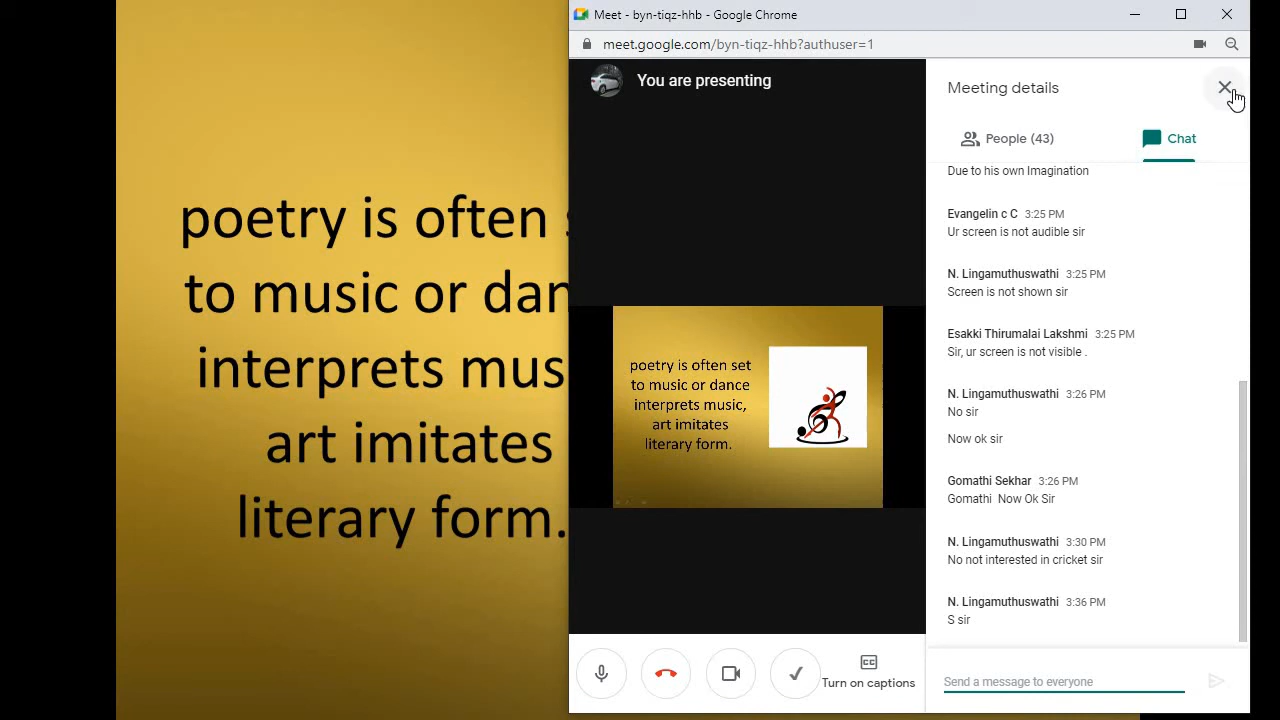 poetry is often s
to music or dan
interprets mus
art imitates
literary form.
Meet - byn-tiqz-hhb - Google Chrome
meet.google.com/byn-tiqz-hhb?authuser=1
You are presenting
poetry is often set
to music or dance
interprets music,
art imitates
literary form.
Turn on captions
Meeting details
People (43)
Chat
Due to his own Imagination
Evangelin c C 3:25 PM
Ur screen is not audible sir
N. Lingamuthuswathi 3:25 PM
Screen is not shown sir
Esakki Thirumalai Lakshmi 3:25 PM
Sir, ur screen is not visible .
N. Lingamuthuswathi 3:26 PM
No sir
Now ok sir
Gomathi Sekhar 3:26 PM
Gomathi  Now Ok Sir
N. Lingamuthuswathi 3:30 PM
No not interested in cricket sir
N. Lingamuthuswathi 3:36 PM
S sir
Send a message to everyone